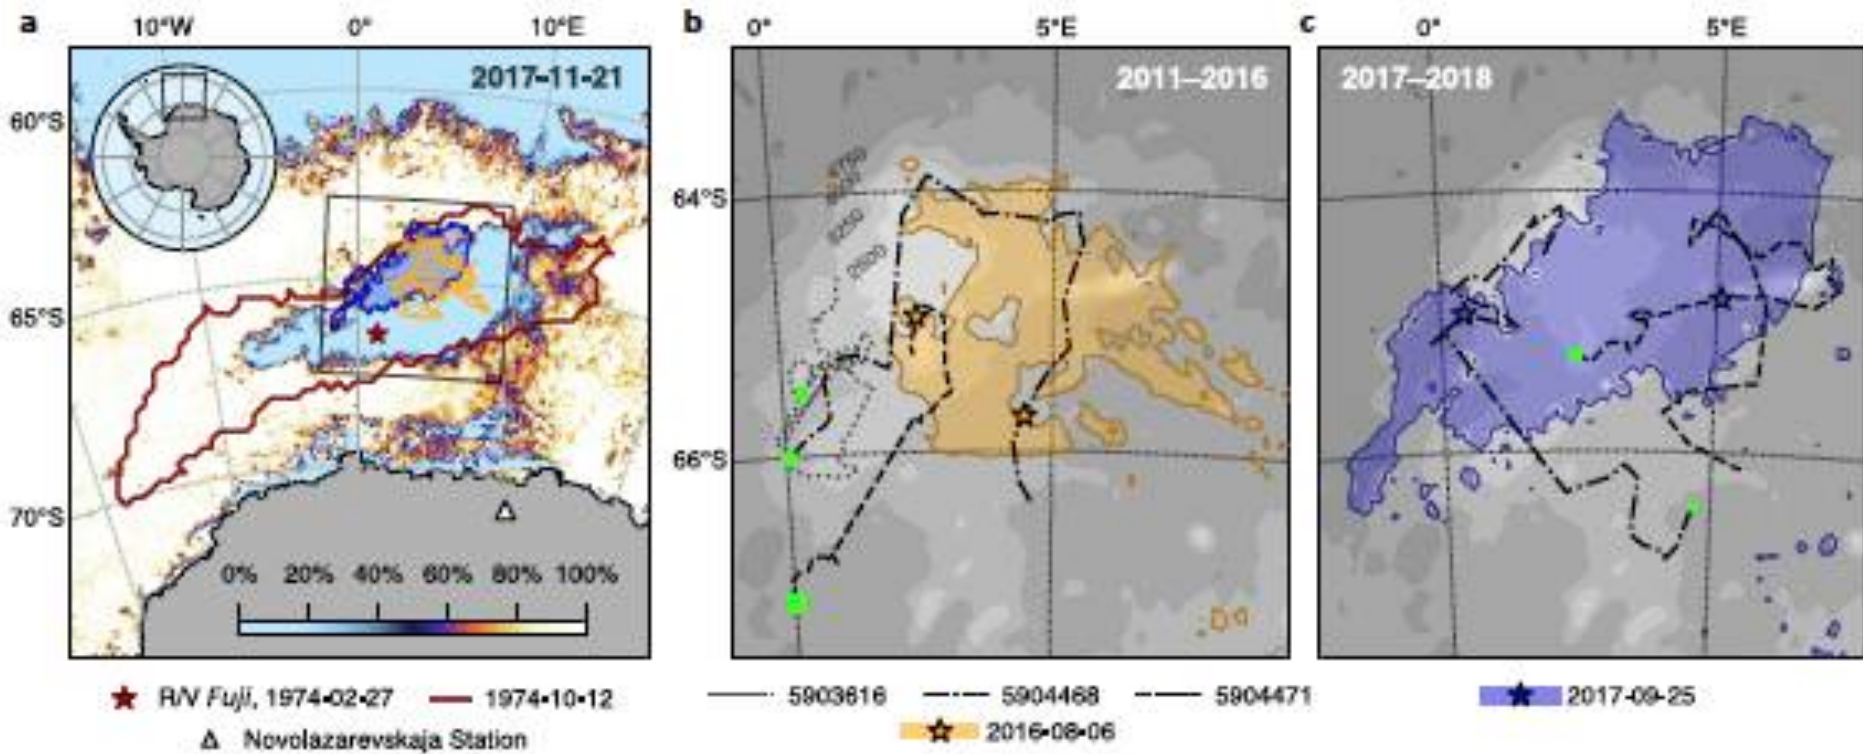 a
10°W 0° 10°E
2017-11-21
60°S
65°S
70°S
0% 20% 40% 60% 80% 100%
R/V Fuji, 1974-02-27
1974-10-12
Novolazarevskaja Station
b
0° 5°E
2011–2016
3250
2500
64°S
66°S
5903616
5904468
5904471
2016-08-06
c
0° 5°E
2017–2018
2017-09-25